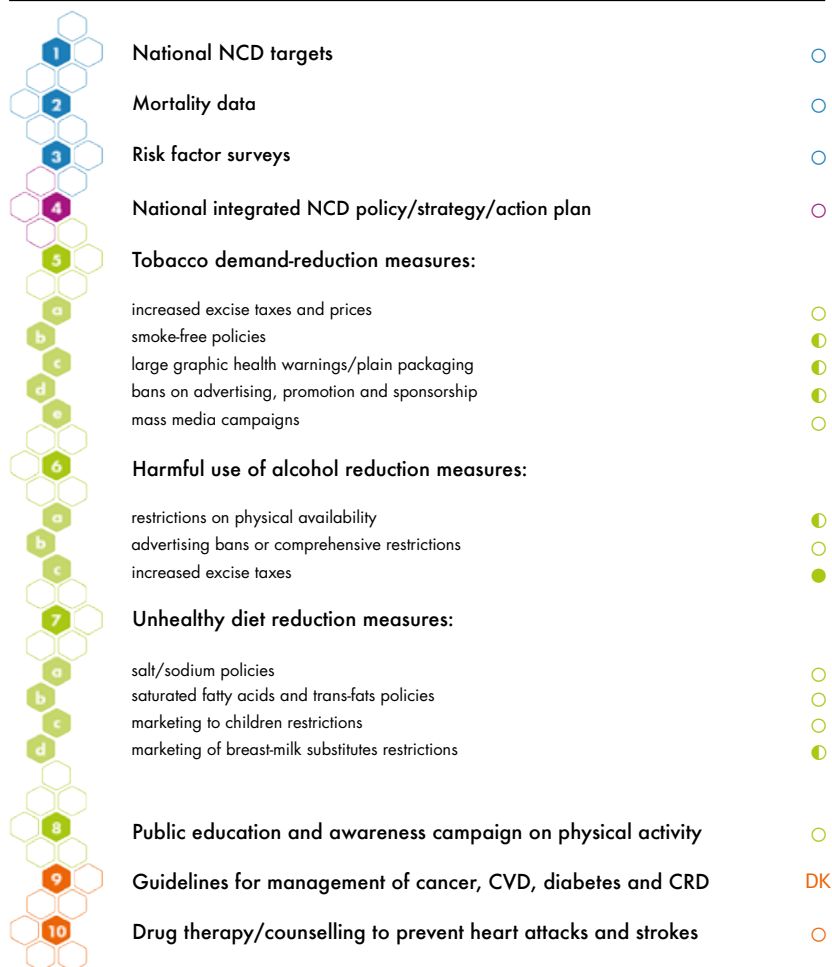 1 National NCD targets
2 Mortality data
3 Risk factor surveys
4 National integrated NCD policy/strategy/action plan
5 Tobacco demand-reduction measures:
a increased excise taxes and prices
b smoke-free policies
c large graphic health warnings/plain packaging
d bans on advertising, promotion and sponsorship
e mass media campaigns
6 Harmful use of alcohol reduction measures:
a restrictions on physical availability
b advertising bans or comprehensive restrictions
c increased excise taxes
7 Unhealthy diet reduction measures:
a salt/sodium policies
b saturated fatty acids and trans-fats policies
c marketing to children restrictions
d marketing of breast-milk substitutes restrictions
8 Public education and awareness campaign on physical activity
9 Guidelines for management of cancer, CVD, diabetes and CRD DK
10 Drug therapy/counselling to prevent heart attacks and strokes